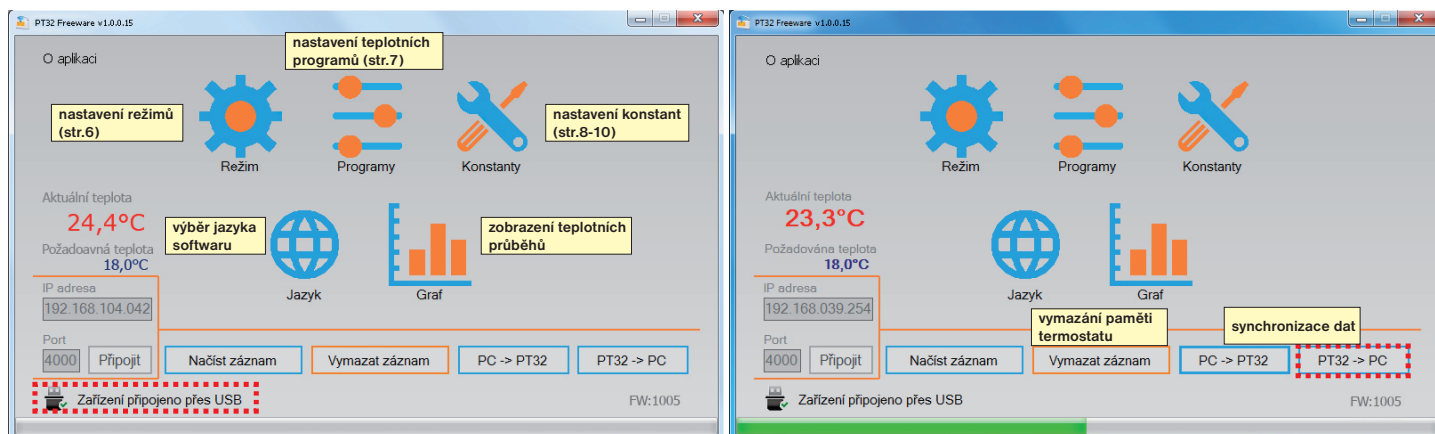 PT32 Freeware v1.0.0.15
O aplikaci
nastavení teplotních
programů (str.7)
nastavení režimů
(str.6)
nastavení konstant
(str.8-10)
Režim
Programy
Konstanty
Aktuální teplota
24,4°C
Požadoavná teplota
18,0°C
výběr jazyka
softwaru
zobrazení teplotních
průběhů
Jazyk
Graf
IP adresa
192.168.104.042
Port
4000
Připojit
Načíst záznam
Vymazat záznam
PC -> PT32
PT32 -> PC
Zařízení připojeno přes USB
FW:1005
PT32 Freeware v1.0.0.15
O aplikaci
Režim
Programy
Konstanty
Aktuální teplota
23,3°C
Požadována teplota
18,0°C
Jazyk
Graf
IP adresa
192.168.039.254
vymazání paměti
termostatu
synchronizace dat
Port
4000
Připojit
Načíst záznam
Vymazat záznam
PC -> PT32
PT32 -> PC
Zařízení připojeno přes USB
FW:1005